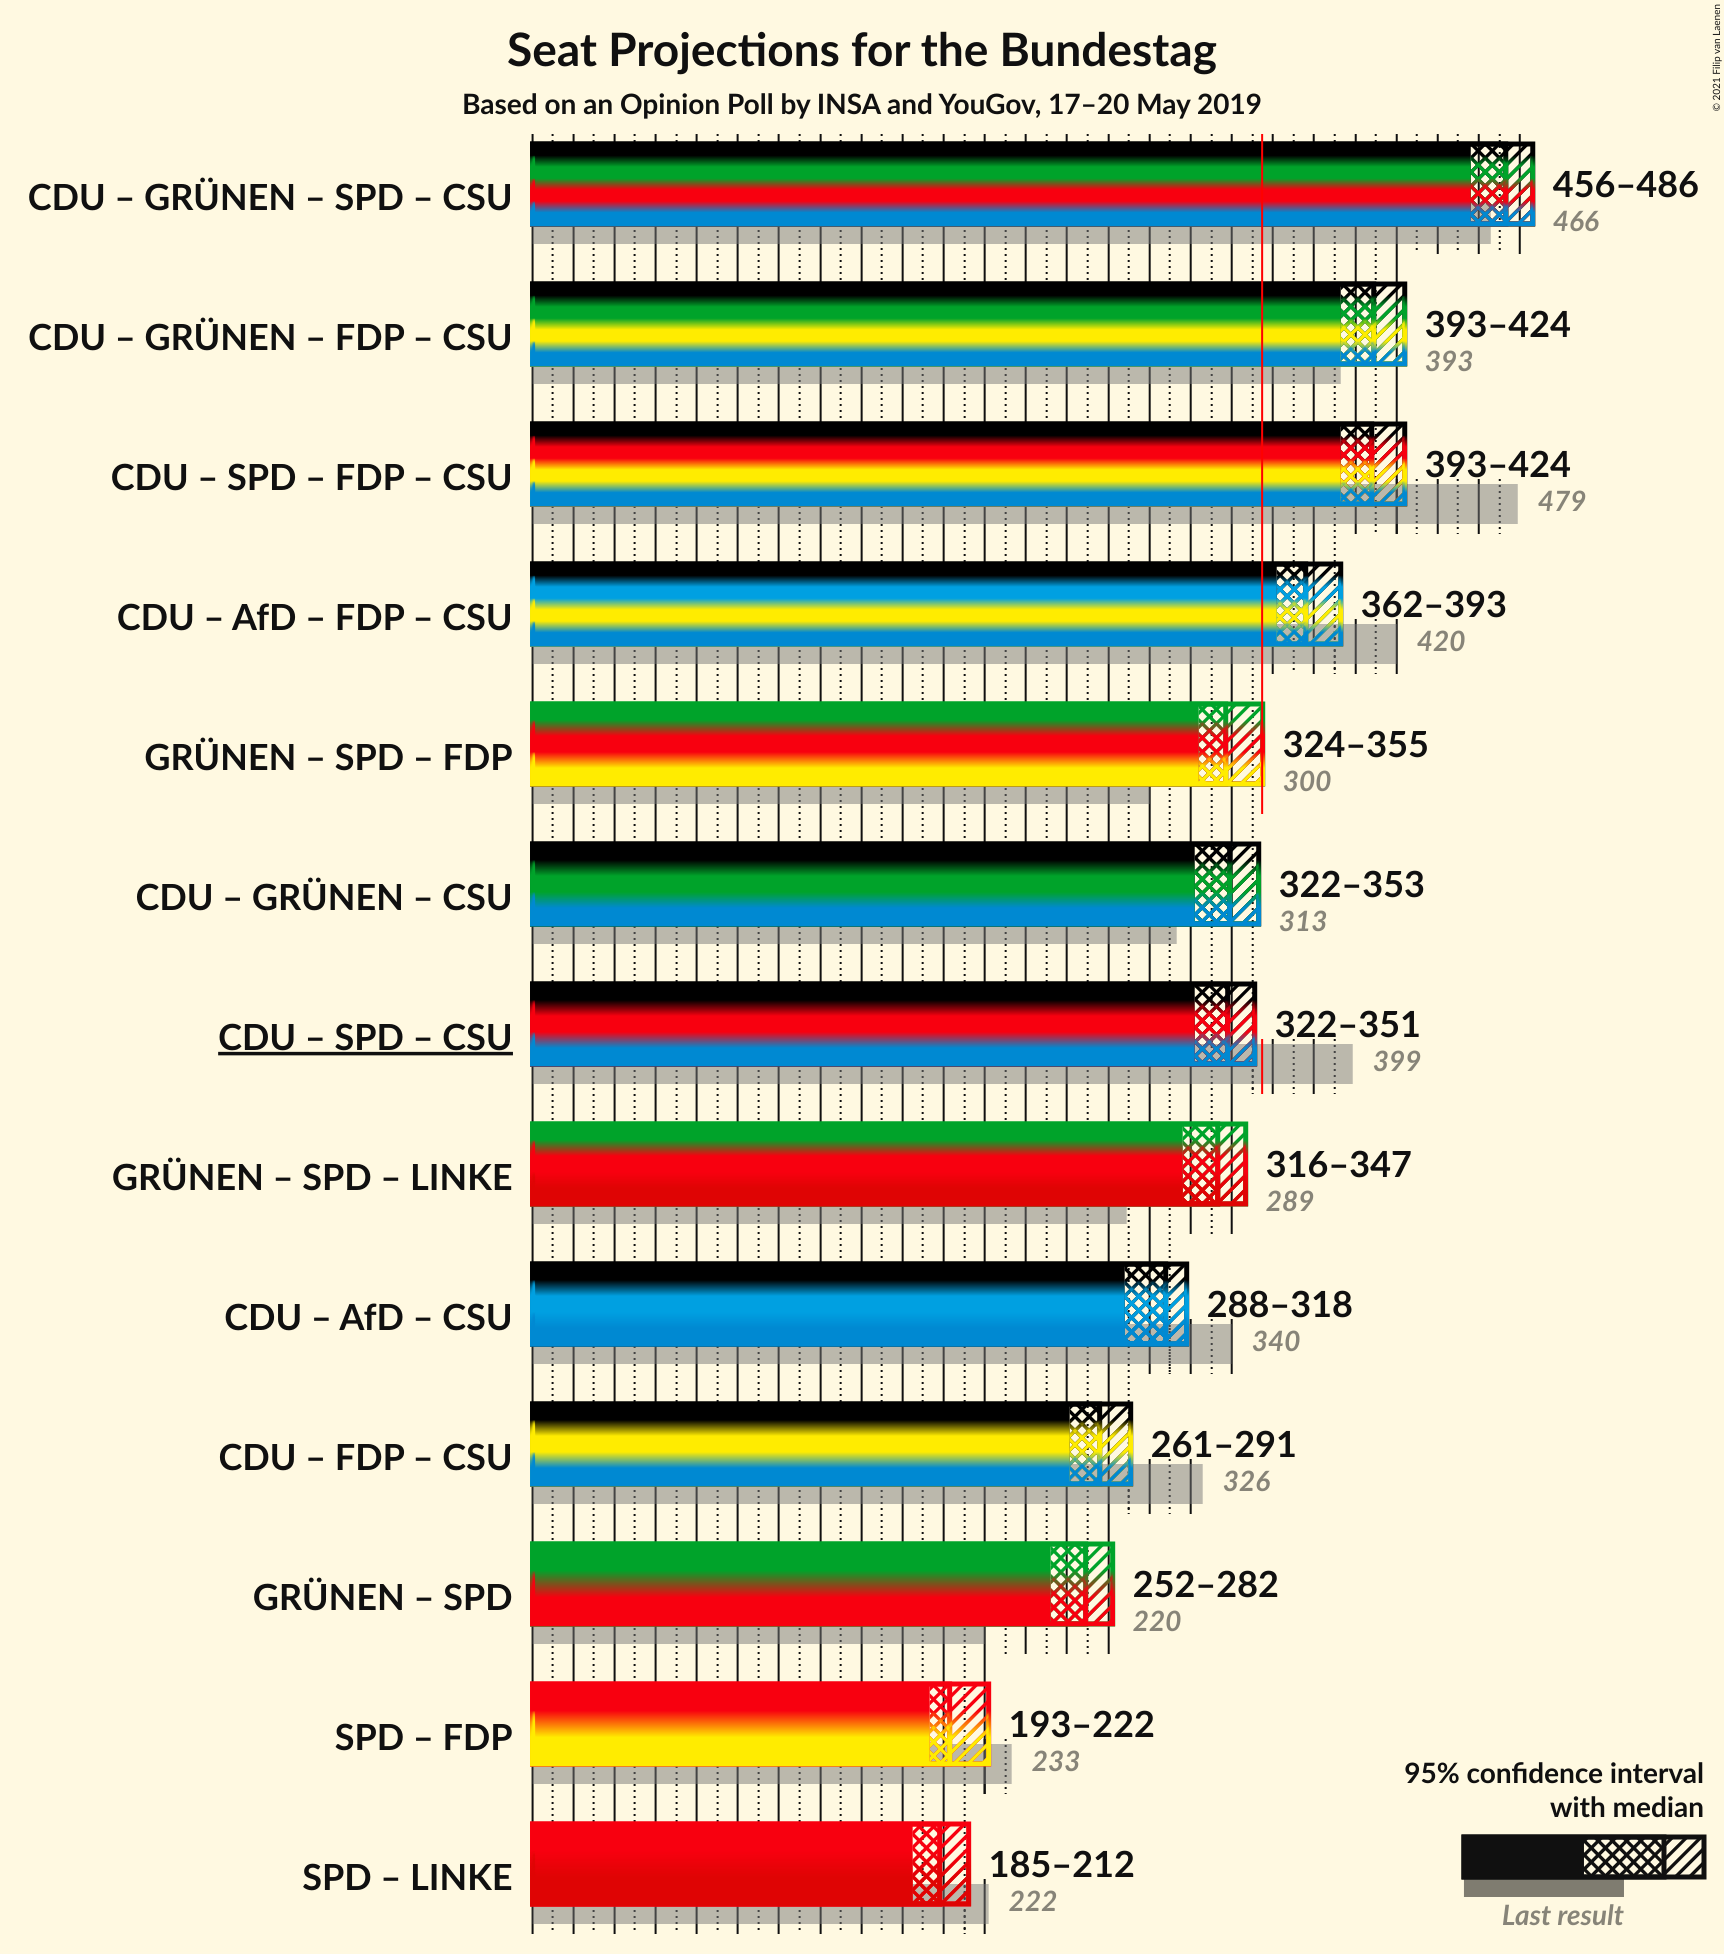 Seat Projections for the Bundestag
Based on an Opinion Poll by INSA and YouGov, 17–20 May 2019
© 2021 Filip van Laenen
CDU – GRÜNEN – SPD – CSU
456–486
466
CDU – GRÜNEN – FDP – CSU
393–424
393
CDU – SPD – FDP – CSU
393–424
479
CDU – AfD – FDP – CSU
362–393
420
GRÜNEN – SPD – FDP
324–355
300
CDU – GRÜNEN – CSU
322–353
313
CDU – SPD – CSU
322–351
399
GRÜNEN – SPD – LINKE
316–347
289
CDU – AfD – CSU
288–318
340
CDU – FDP – CSU
261–291
326
GRÜNEN – SPD
252–282
220
SPD – FDP
193–222
233
SPD – LINKE
185–212
222
95% confidence interval
with median
Last result